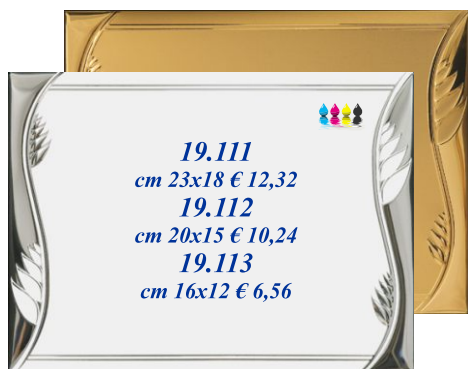 19.111
cm 23x18 € 12,32
19.112
cm 20x15 € 10,24
19.113
cm 16x12 € 6,56